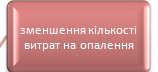 зменшення кількості
витрат на опалення